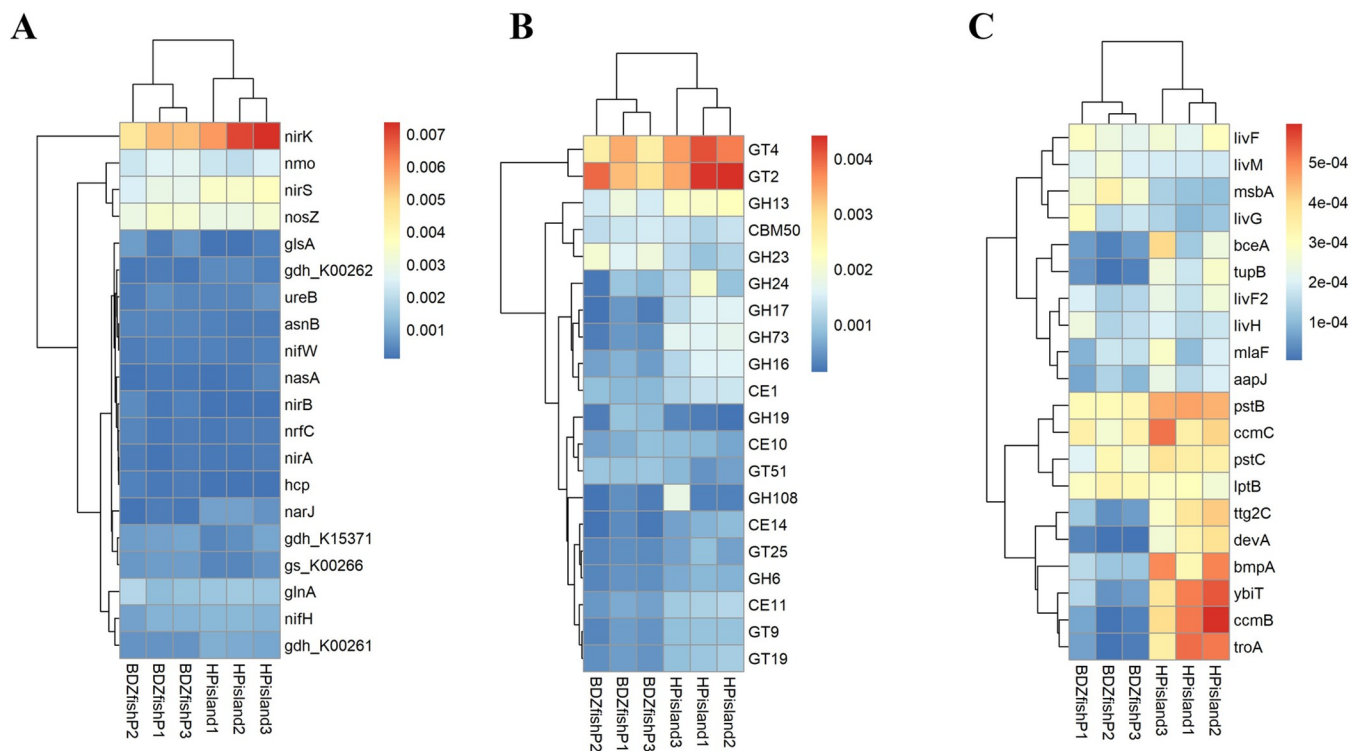 A
B
C
nirK
nmo
nirS
nosZ
glsA
gdh_K00262
ureB
asnB
nifW
nasA
nirB
nrfC
nirA
hcp
narJ
gdh_K15371
gs_K00266
glnA
nifH
gdh_K00261
BDZfishP2
BDZfishP1
BDZfishP3
HPisland1
HPisland2
HPisland3
0.007
0.006
0.005
0.004
0.003
0.002
0.001
GT4
GT2
GH13
CBM50
GH23
GH24
GH17
GH73
GH16
CE1
GH19
CE10
GT51
GH108
CE14
GT25
GH6
CE11
GT9
GT19
BDZfishP2
BDZfishP1
BDZfishP3
HPisland3
HPisland1
HPisland2
0.004
0.003
0.002
0.001
livF
livM
msbA
livG
bceA
tupB
livF2
livH
mlaF
aapJ
pstB
ccmC
pstC
lptB
ttg2C
devA
bmpA
ybiT
ccmB
troA
BDZfishP1
BDZfishP2
BDZfishP3
HPisland3
HPisland1
HPisland2
5e-04
4e-04
3e-04
2e-04
1e-04